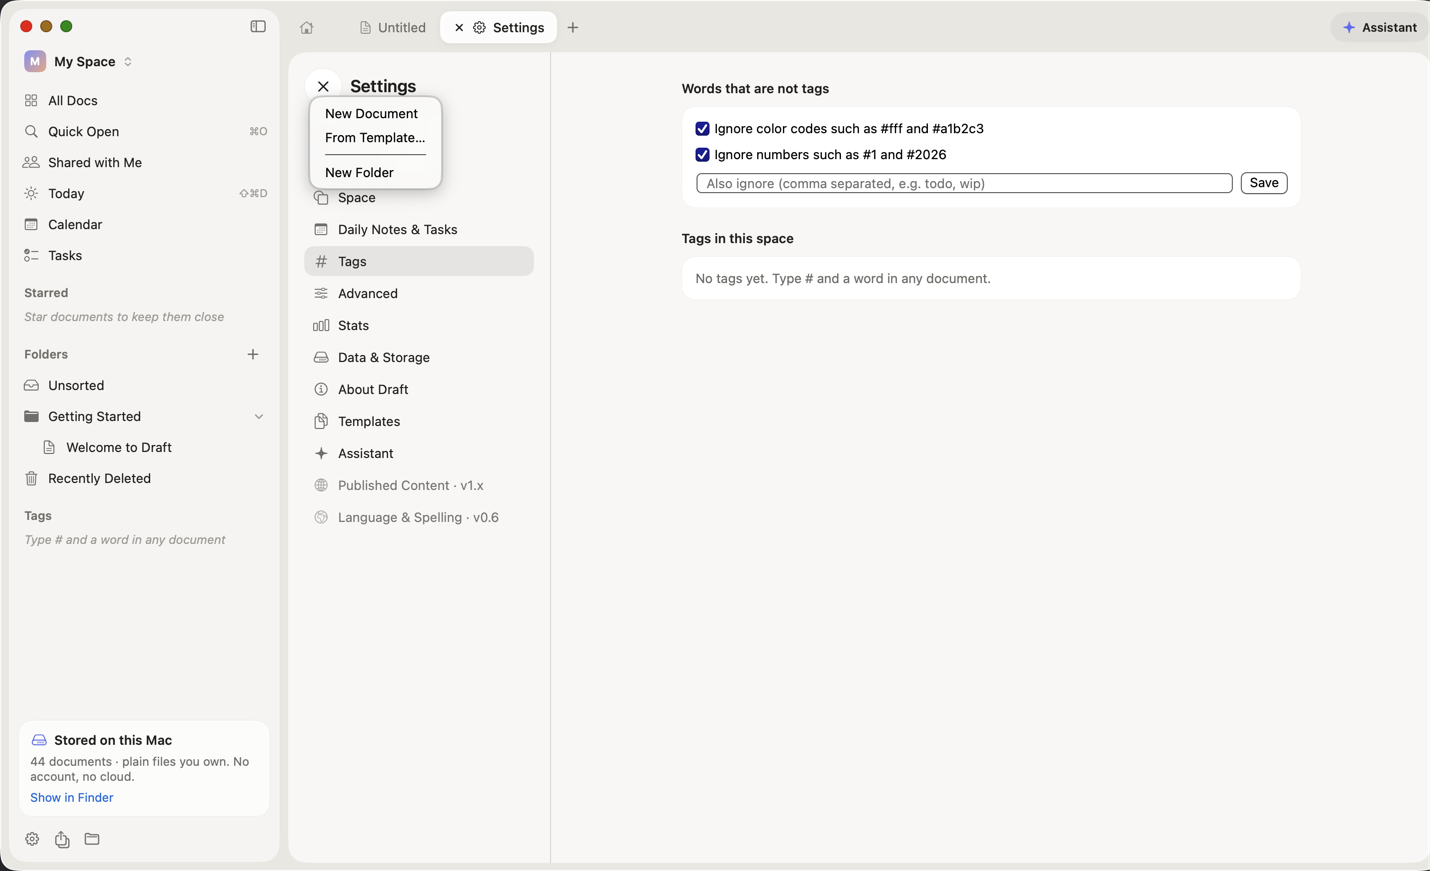 Untitled
Settings
Assistant
M My Space
All Docs
Quick Open ⌘O
Shared with Me
Today ⇧⌘D
Calendar
Tasks
Starred
Star documents to keep them close
Folders
Unsorted
Getting Started
Welcome to Draft
Recently Deleted
Tags
Type # and a word in any document
Stored on this Mac
44 documents · plain files you own. No
account, no cloud.
Show in Finder
Settings
New Document
From Template...
New Folder
Space
Daily Notes & Tasks
Tags
Advanced
Stats
Data & Storage
About Draft
Templates
Assistant
Published Content · v1.x
Language & Spelling · v0.6
Words that are not tags
Ignore color codes such as #fff and #a1b2c3
Ignore numbers such as #1 and #2026
Also ignore (comma separated, e.g. todo, wip)
Save
Tags in this space
No tags yet. Type # and a word in any document.